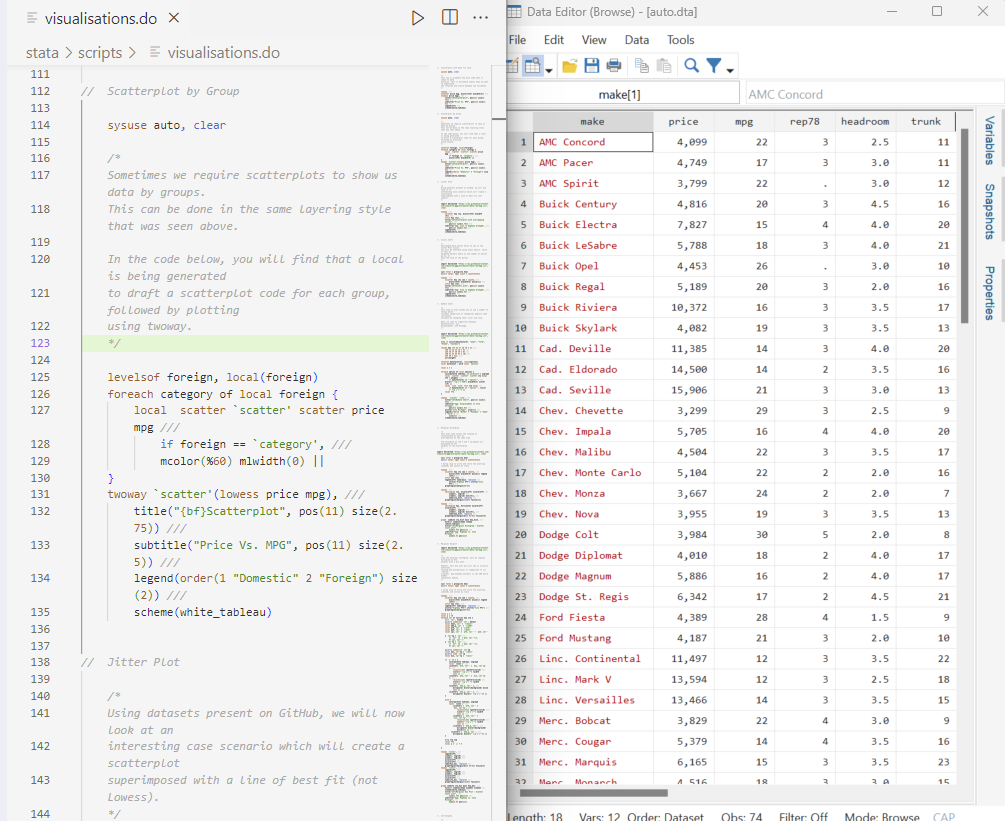 visualisations.do
stata > scripts > visualisations.do
111
112 // Scatterplot by Group
113
114 sysuse auto, clear
115
116 /*
117 Sometimes we require scatterplots to show us
data by groups.
118 This can be done in the same layering style
that was seen above.
119
120 In the code below, you will find that a local
is being generated
121 to draft a scatterplot code for each group,
followed by plotting
122 using twoway.
123 */
124
125 levelsof foreign, local(foreign)
126 foreach category of local foreign {
127 local scatter `scatter' scatter price
mpg ///
128 if foreign == `category', ///
129 mcolor(%60) mlwidth(0) ||
130 }
131 twoway `scatter'(lowess price mpg), ///
132 title("{bf}Scatterplot", pos(11) size(2.
75)) ///
133 subtitle("Price Vs. MPG", pos(11) size(2.
5)) ///
134 legend(order(1 "Domestic" 2 "Foreign") size
(2)) ///
135 scheme(white_tableau)
136
137
138 // Jitter Plot
139
140 /*
141 Using datasets present on GitHub, we will now
look at an
142 interesting case scenario which will create a
scatterplot
143 superimposed with a line of best fit (not
Lowess).
144 */
Data Editor (Browse) - [auto.dta]
File Edit View Data Tools
make[1] AMC Concord
make price mpg rep78 headroom trunk
1 AMC Concord 4,099 22 3 2.5 11
2 AMC Pacer 4,749 17 3 3.0 11
3 AMC Spirit 3,799 22 . 3.0 12
4 Buick Century 4,816 20 3 4.5 16
5 Buick Electra 7,827 15 4 4.0 20
6 Buick LeSabre 5,788 18 3 4.0 21
7 Buick Opel 4,453 26 . 3.0 10
8 Buick Regal 5,189 20 3 2.0 16
9 Buick Riviera 10,372 16 3 3.5 17
10 Buick Skylark 4,082 19 3 3.5 13
11 Cad. Deville 11,385 14 3 4.0 20
12 Cad. Eldorado 14,500 14 2 3.5 16
13 Cad. Seville 15,906 21 3 3.0 13
14 Chev. Chevette 3,299 29 3 2.5 9
15 Chev. Impala 5,705 16 4 4.0 20
16 Chev. Malibu 4,504 22 3 3.5 17
17 Chev. Monte Carlo 5,104 22 2 2.0 16
18 Chev. Monza 3,667 24 2 2.0 7
19 Chev. Nova 3,955 19 3 3.5 13
20 Dodge Colt 3,984 30 5 2.0 8
21 Dodge Diplomat 4,010 18 2 4.0 17
22 Dodge Magnum 5,886 16 2 4.0 17
23 Dodge St. Regis 6,342 17 2 4.5 21
24 Ford Fiesta 4,389 28 4 1.5 9
25 Ford Mustang 4,187 21 3 2.0 10
26 Linc. Continental 11,497 12 3 3.5 22
27 Linc. Mark V 13,594 12 3 2.5 18
28 Linc. Versailles 13,466 14 3 3.5 15
29 Merc. Bobcat 3,829 22 4 3.0 9
30 Merc. Cougar 5,379 14 4 3.5 16
31 Merc. Marquis 6,165 15 3 3.5 23
32 Merc. Monarch 4,516 18 3 3.0 15
Variables
Snapshots
Properties
Length: 18 Vars: 12 Order: Dataset Obs: 74 Filter: Off Mode: Browse CAP